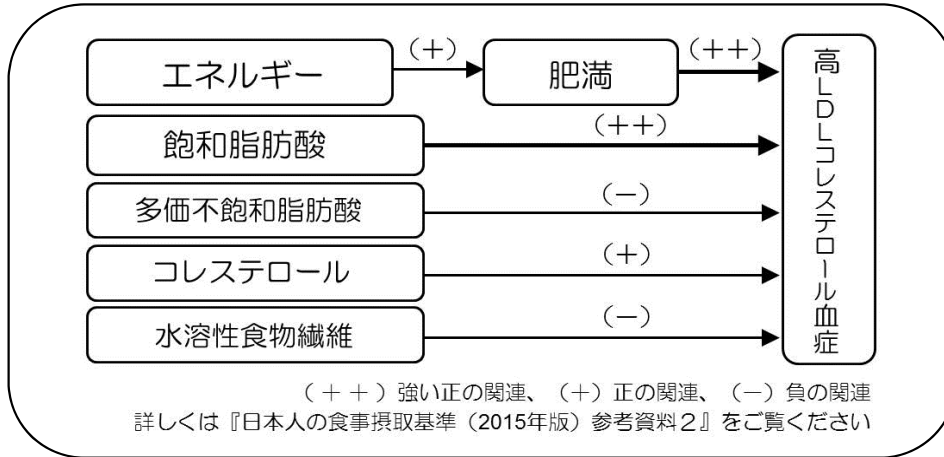 エネルギー (+) 肥満 (++)
飽和脂肪酸 (++)
多価不飽和脂肪酸 (−)
コレステロール (+)
水溶性食物繊維 (−)
高LDLコレステロール血症
(++)強い正の関連、(+)正の関連、(−)負の関連
詳しくは『日本人の食事摂取基準(2015年版)参考資料2』をご覧ください